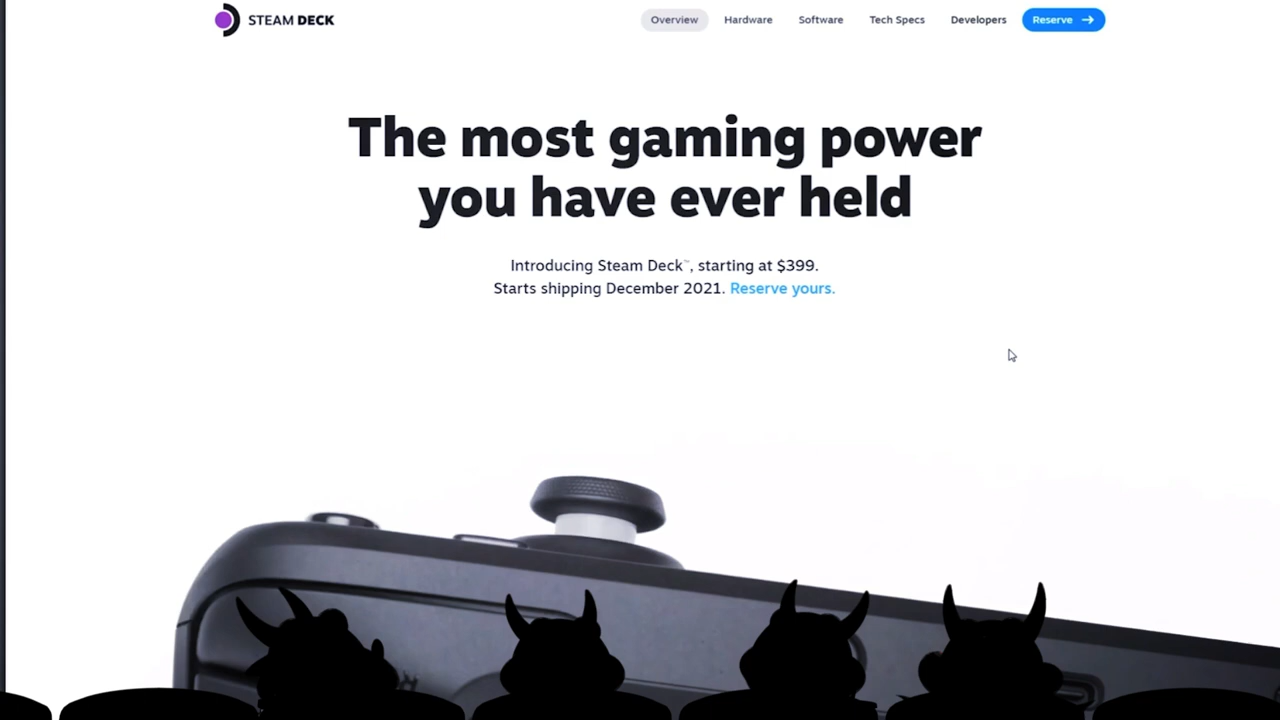 STEAM DECK
Overview Hardware Software Tech Specs Developers Reserve →
The most gaming power
you have ever held
Introducing Steam Deck™, starting at $399.
Starts shipping December 2021. Reserve yours.